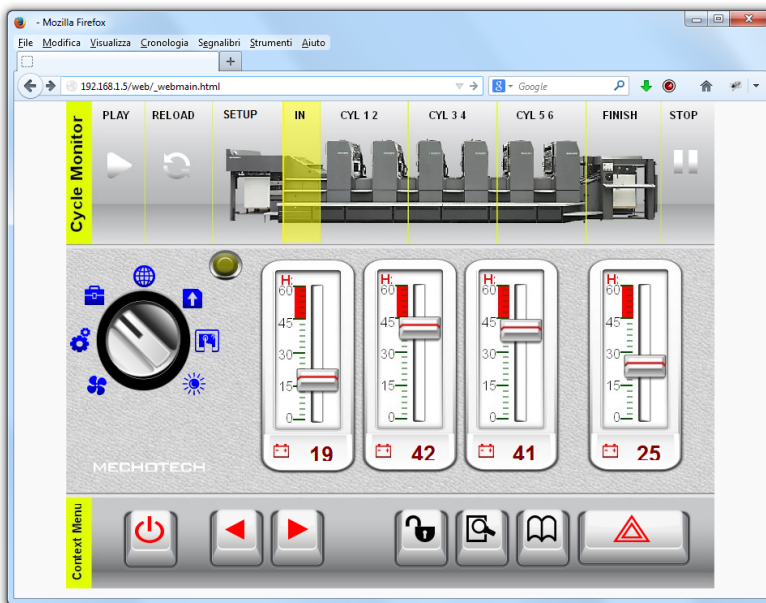 - Mozilla Firefox
File Modifica Visualizza Cronologia Segnalibri Strumenti Aiuto
+
192.168.1.5/web/_webmain.html
8 Google
Cycle Monitor
PLAY RELOAD SETUP IN CYL 1 2 CYL 3 4 CYL 5 6 FINISH STOP
H: H: H: H:
60 60 60 60
45 45 45 45
30 30 30 30
15 15 15 15
0 0 0 0
19 42 41 25
MECHOTECH
Context Menu